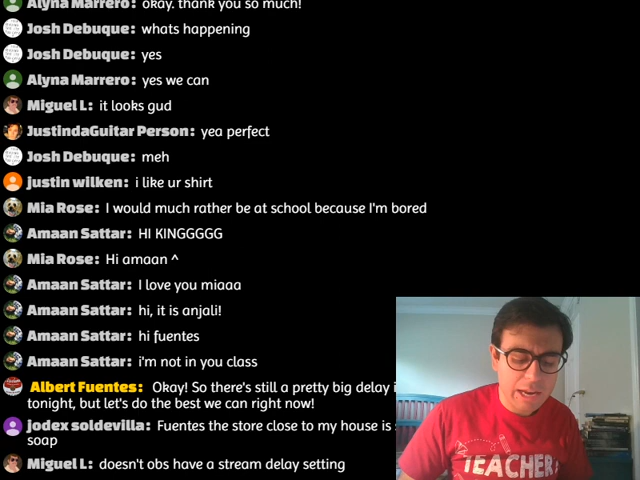 Alyna Marrero: okay. thank you so much!
Josh Debuque: whats happening
Josh Debuque: yes
Alyna Marrero: yes we can
Miguel L: it looks gud
JustindaGuitar Person: yea perfect
Josh Debuque: meh
justin wilken: i like ur shirt
Mia Rose: I would much rather be at school because I'm bored
Amaan Sattar: HI KINGGGGG
Mia Rose: Hi amaan ^
Amaan Sattar: I love you miaaa
Amaan Sattar: hi, it is anjali!
Amaan Sattar: hi fuentes
Amaan Sattar: i'm not in you class
Albert Fuentes: Okay! So there's still a pretty big delay
tonight, but let's do the best we can right now!
jodex soldevilla: Fuentes the store close to my house is
soap
Miguel L: doesn't obs have a stream delay setting
TEACHER